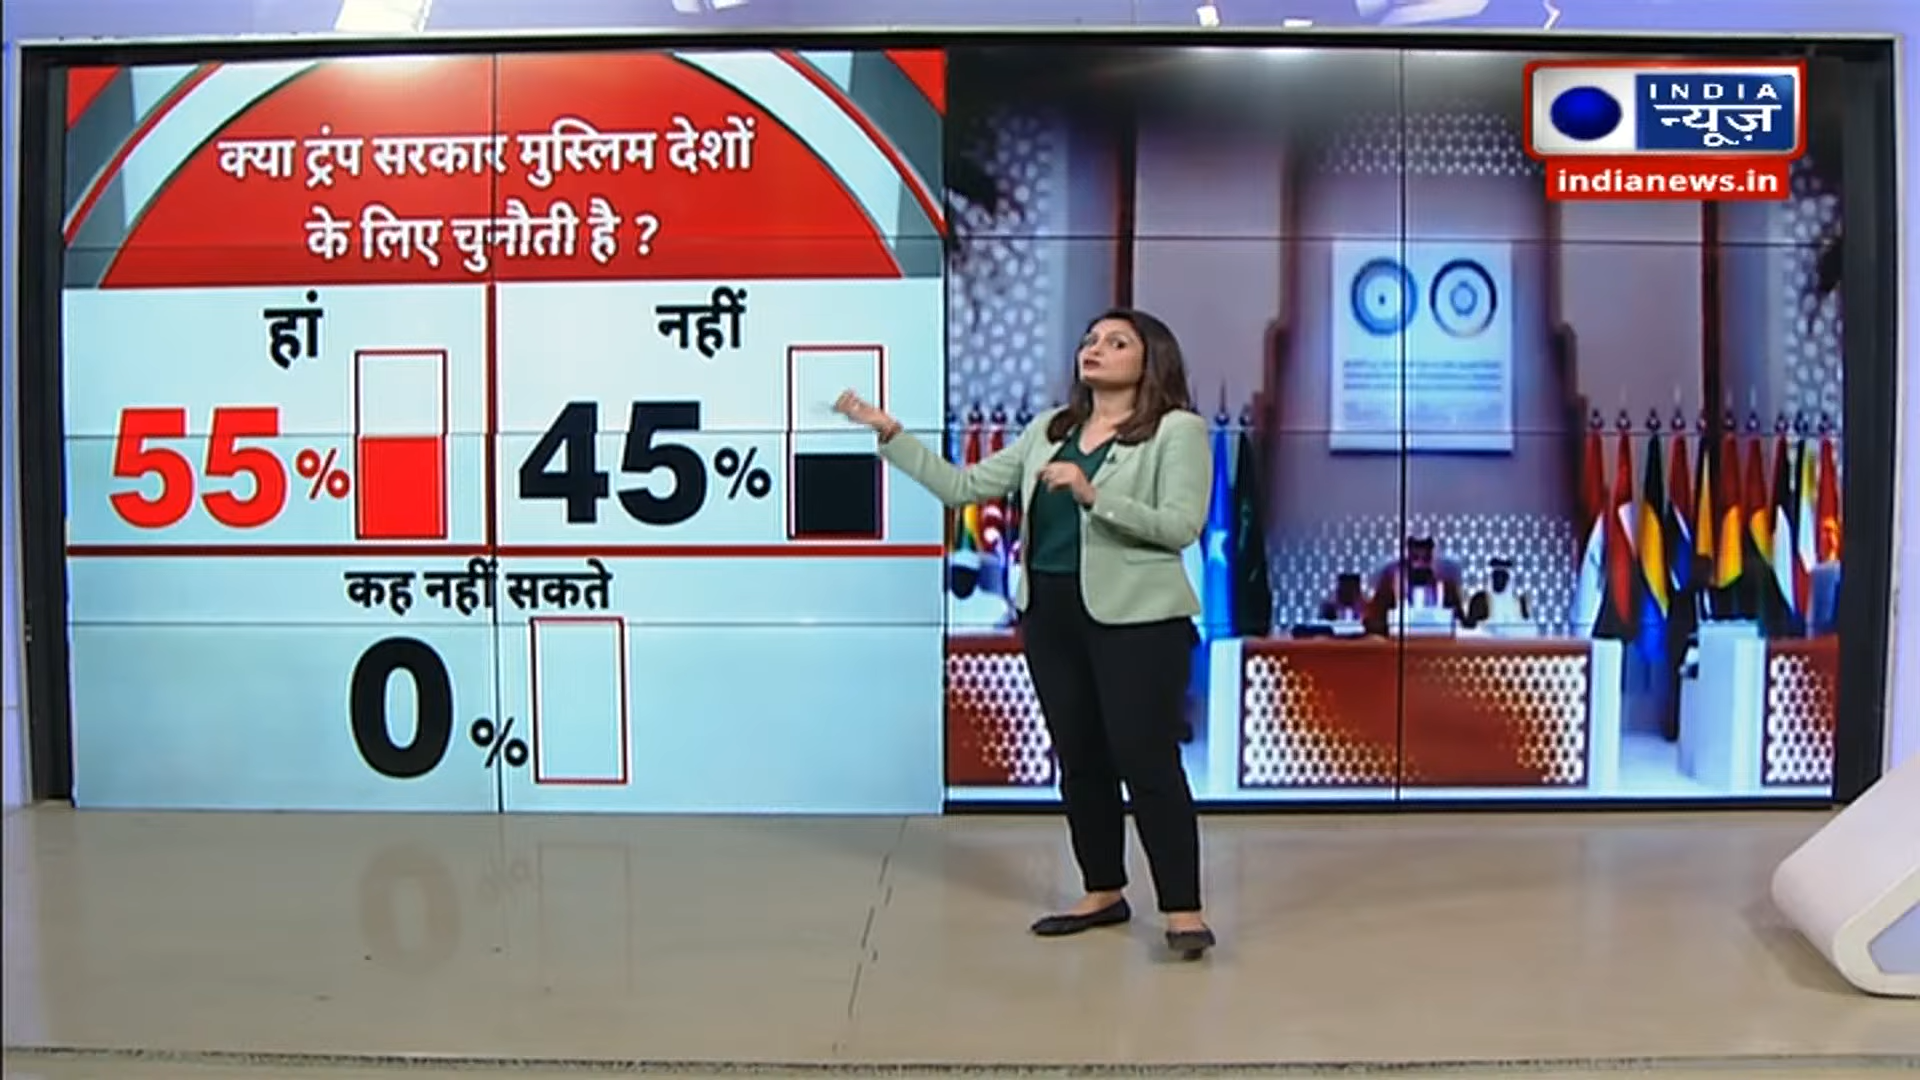 क्या ट्रंप सरकार मुस्लिम देशों
के लिए चुनौती है ?
हां
55%
नहीं
45%
कह नहीं सकते
0%
INDIA
न्यूज़
indianews.in